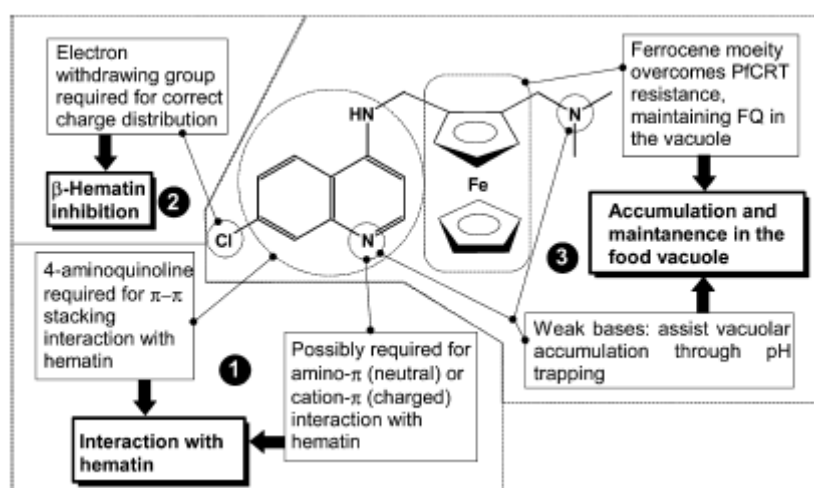 Electron
withdrawing group
required for correct
charge distribution
β-Hematin
inhibition
2
Cl
HN
N
Fe
N
Ferrocene moeity
overcomes PfCRT
resistance,
maintaining FQ in
the vacuole
Accumulation and
maintanence in the
food vacuole
3
Weak bases: assist vacuolar
accumulation through pH
trapping
4-aminoquinoline
required for π–π
stacking
interaction with
hematin
1
Possibly required for
amino-π (neutral) or
cation-π (charged)
interaction with
hematin
Interaction with
hematin